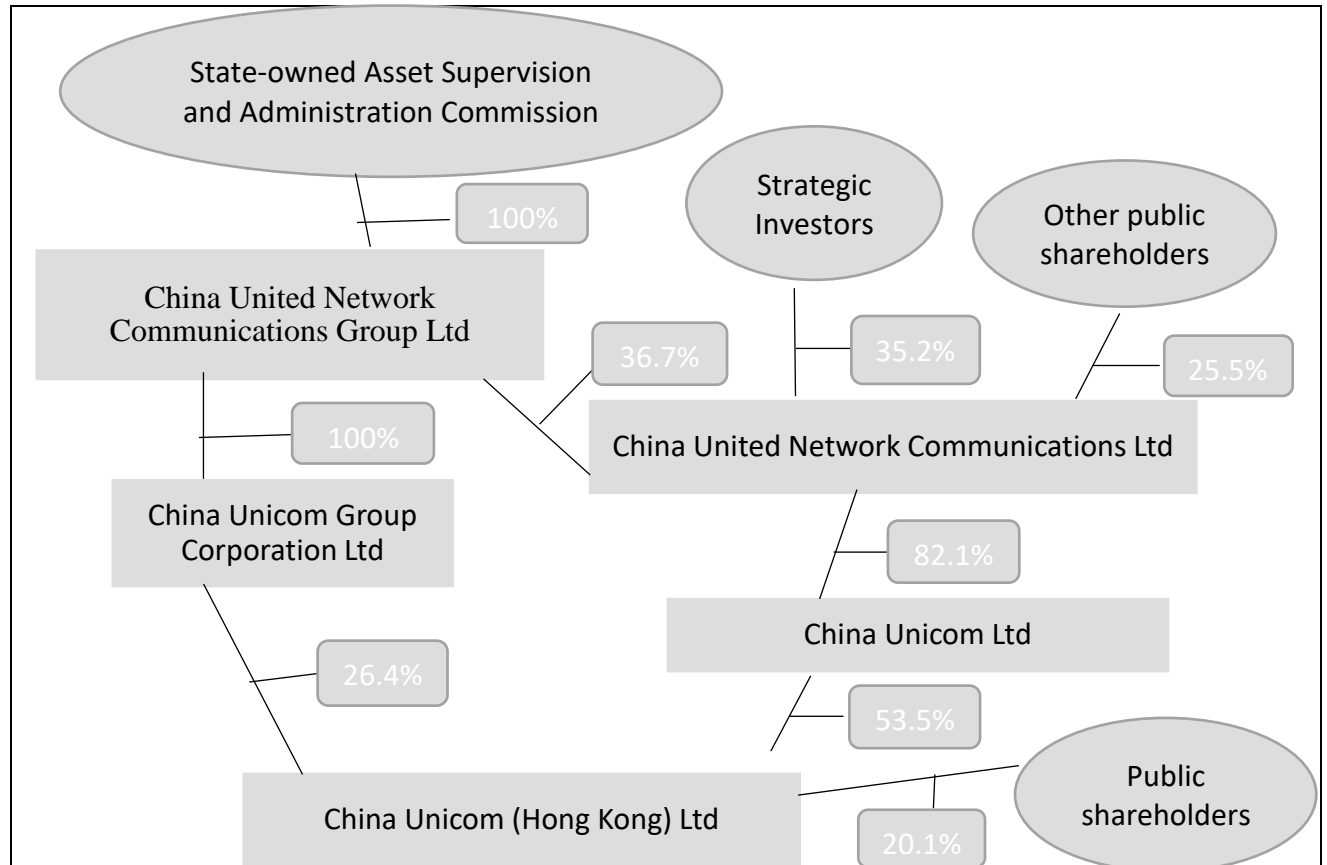 State-owned Asset Supervision
and Administration Commission
Strategic
Investors
Other public
shareholders
100%
China United Network
Communications Group Ltd
36.7%
35.2%
25.5%
100%
China United Network Communications Ltd
China Unicom Group
Corporation Ltd
82.1%
China Unicom Ltd
26.4%
53.5%
Public
shareholders
China Unicom (Hong Kong) Ltd
20.1%